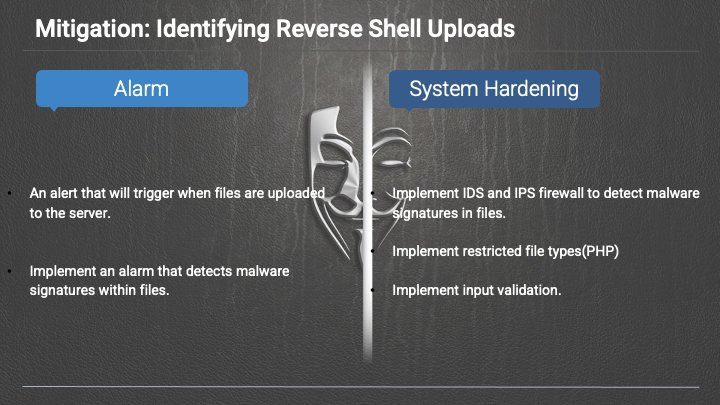 Mitigation: Identifying Reverse Shell Uploads
Alarm
• An alert that will trigger when files are uploaded
to the server.
• Implement an alarm that detects malware
signatures within files.
System Hardening
• Implement IDS and IPS firewall to detect malware
signatures in files.
• Implement restricted file types(PHP)
• Implement input validation.